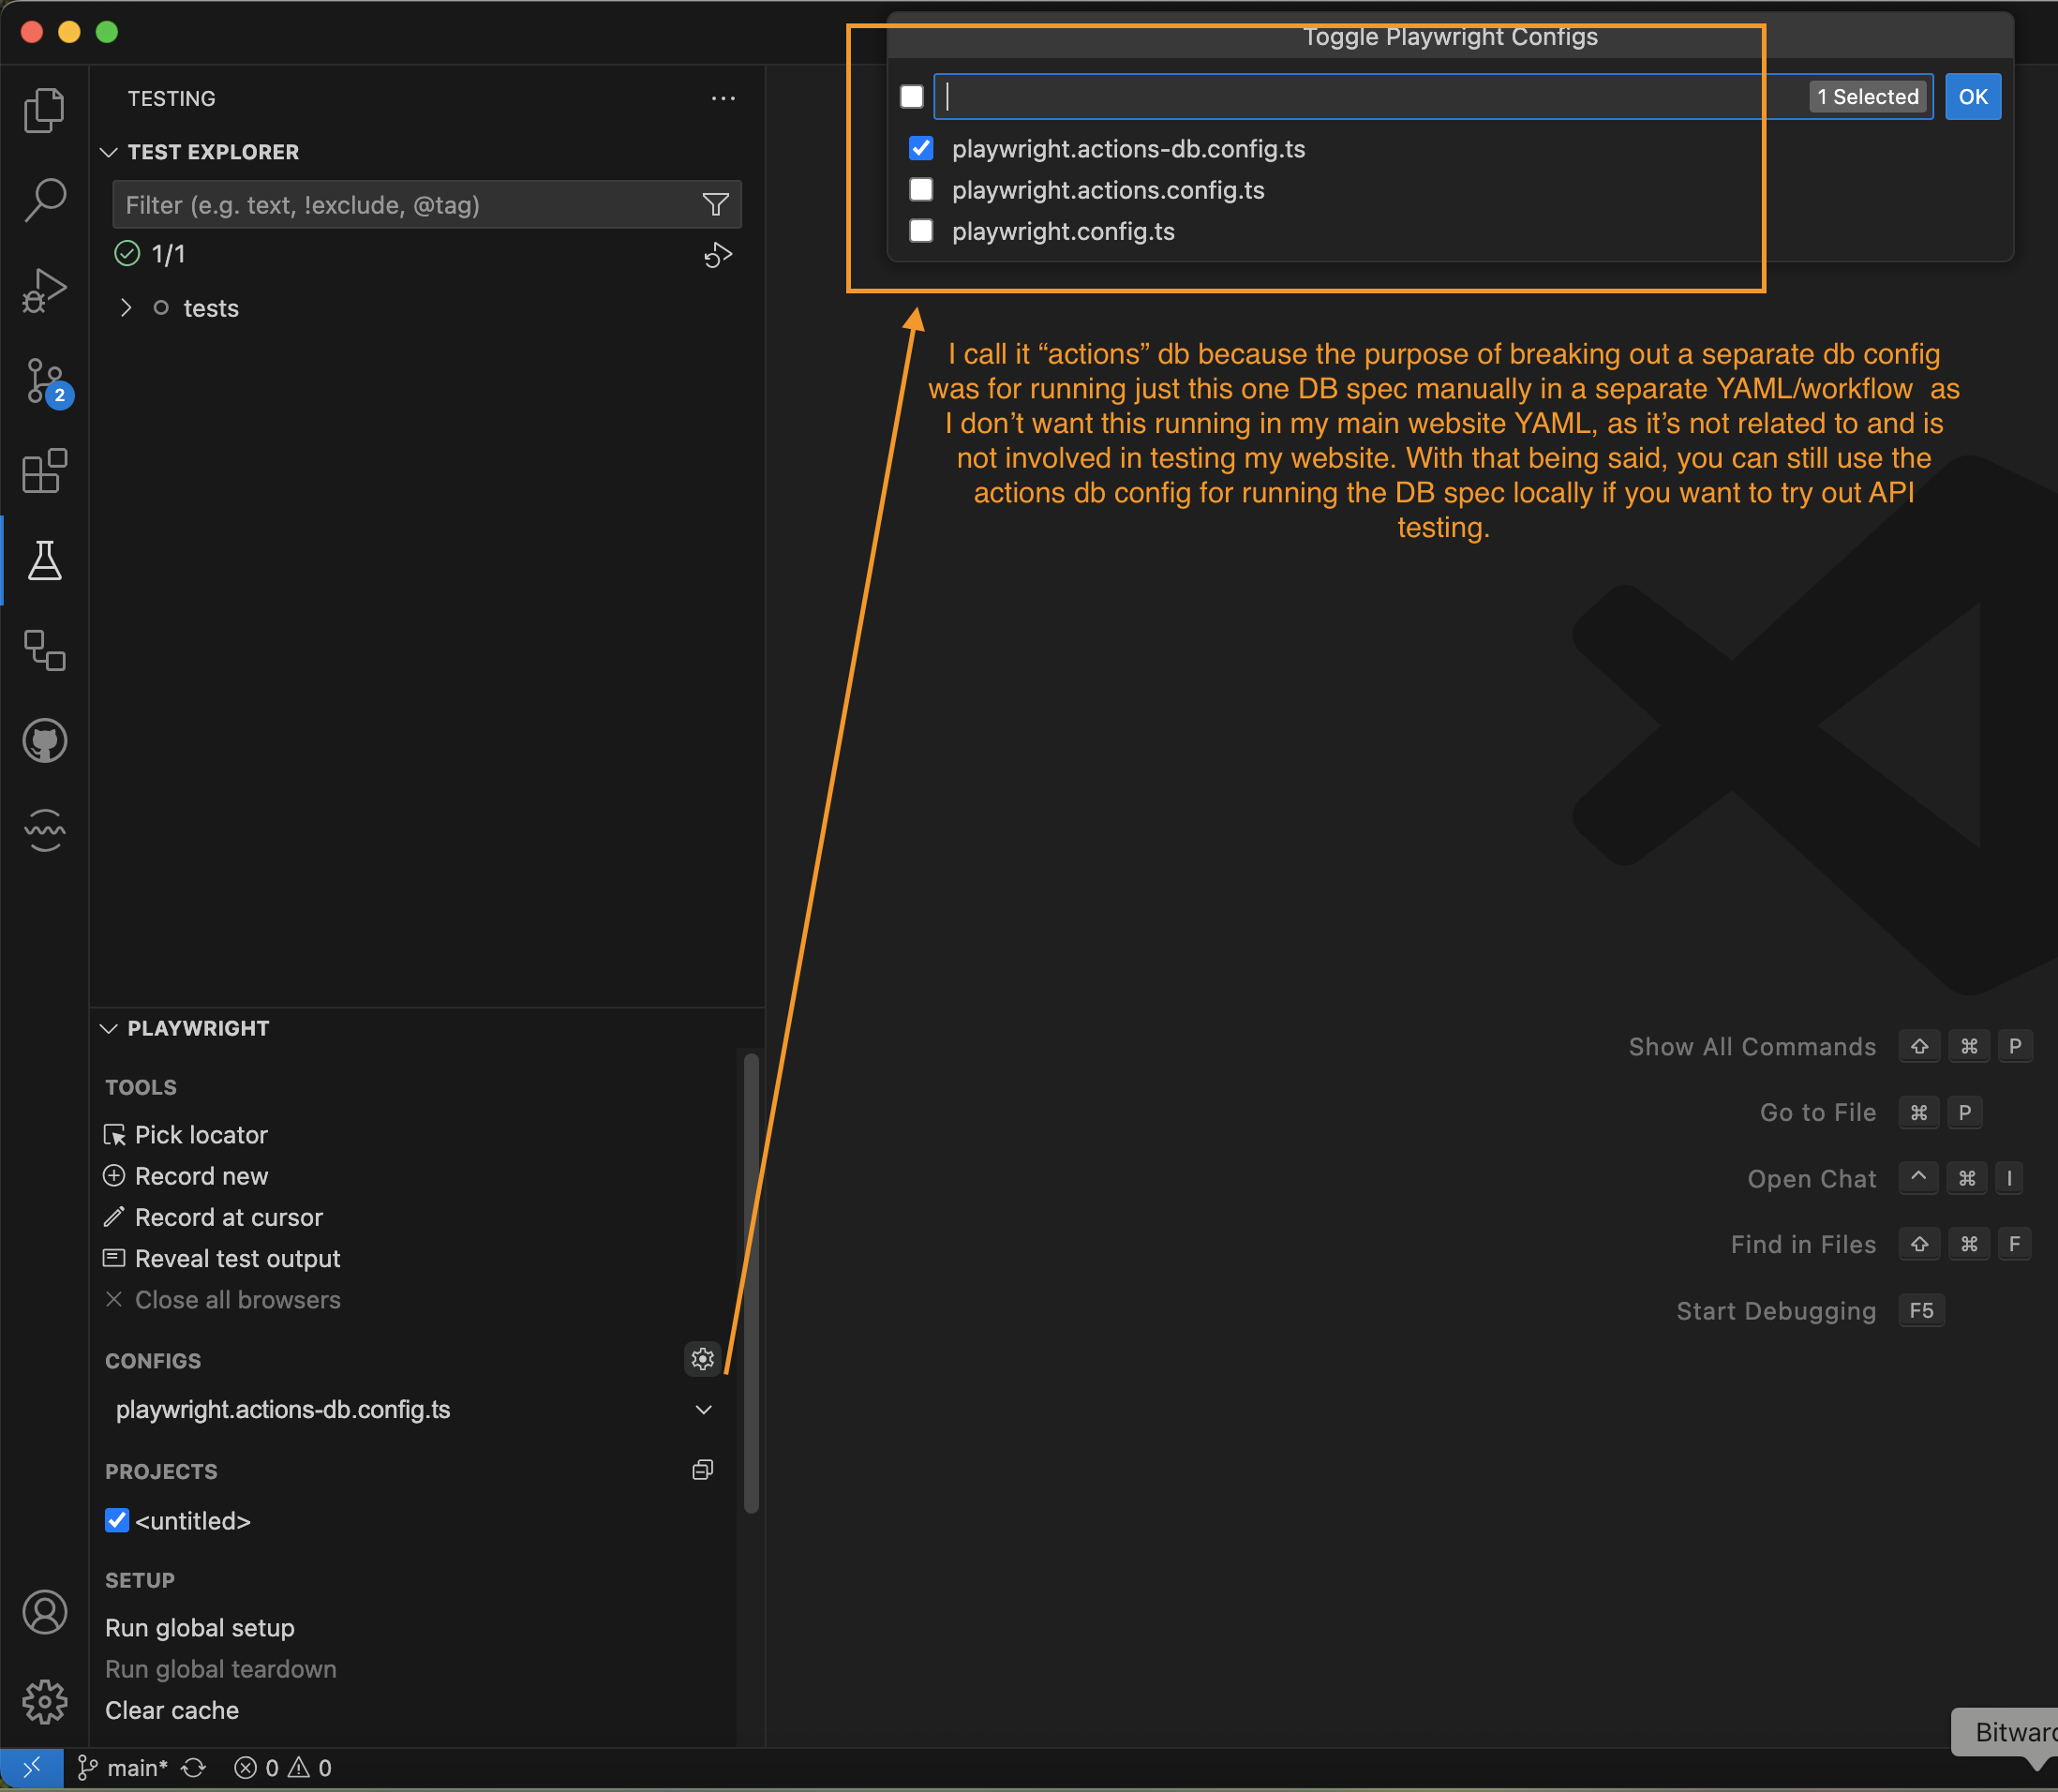 Toggle Playwright Configs
1 Selected
OK
playwright.actions-db.config.ts
playwright.actions.config.ts
playwright.config.ts
I call it “actions” db because the purpose of breaking out a separate db config
was for running just this one DB spec manually in a separate YAML/workflow as
I don’t want this running in my main website YAML, as it’s not related to and is
not involved in testing my website. With that being said, you can still use the
actions db config for running the DB spec locally if you want to try out API
testing.
TESTING
TEST EXPLORER
Filter (e.g. text, !exclude, @tag)
1/1
tests
2
PLAYWRIGHT
TOOLS
Pick locator
Record new
Record at cursor
Reveal test output
Close all browsers
CONFIGS
playwright.actions-db.config.ts
PROJECTS
<untitled>
SETUP
Run global setup
Run global teardown
Clear cache
Show All Commands ⇧ ⌘ P
Go to File ⌘ P
Open Chat ^ ⌘ I
Find in Files ⇧ ⌘ F
Start Debugging F5
main* 0 0